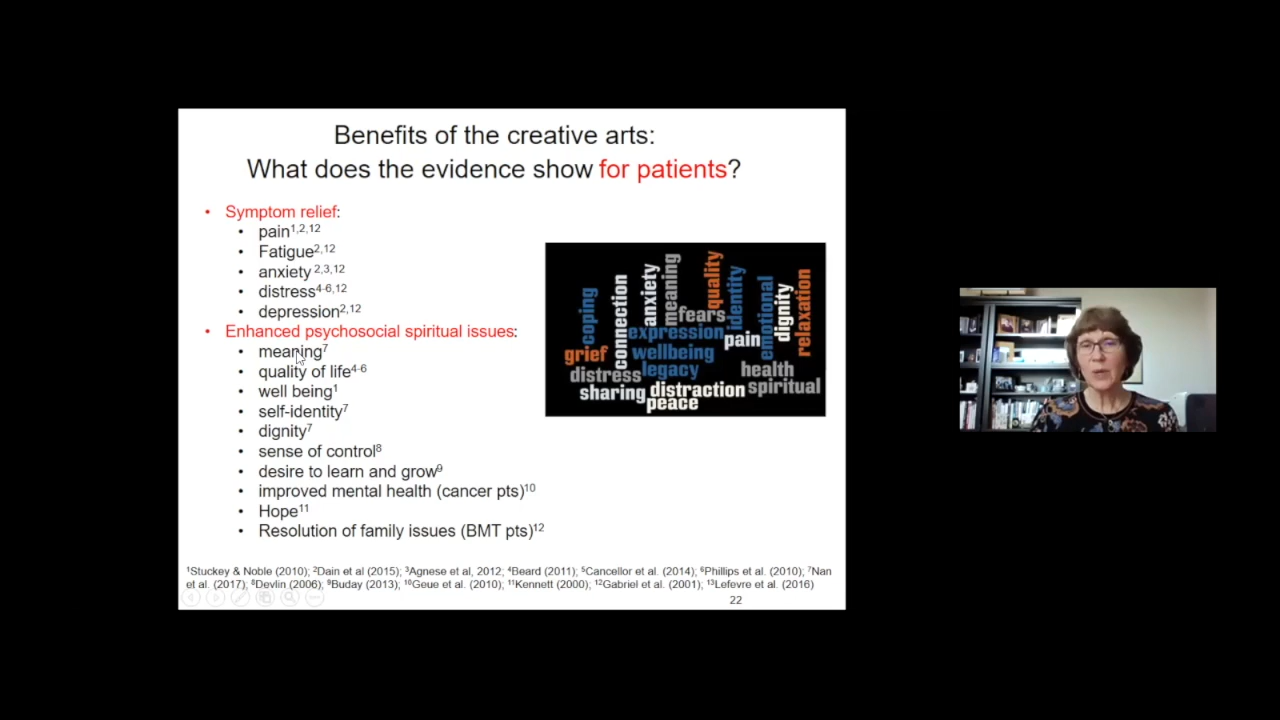 Benefits of the creative arts:
What does the evidence show for patients?
• Symptom relief:
• pain1,2,12
• Fatigue2,12
• anxiety 2,3,12
• distress4-6,12
• depression2,12
• Enhanced psychosocial spiritual issues:
• meaning7
• quality of life4-6
• well being1
• self-identity7
• dignity7
• sense of control8
• desire to learn and grow9
• improved mental health (cancer pts)10
• Hope11
• Resolution of family issues (BMT pts)12
coping
connection
anxiety
meaning
quality
identity
emotional
dignity
relaxation
fears
expression
pain
grief
wellbeing
legacy
distress
health
sharing
distraction
spiritual
peace
1Stuckey & Noble (2010); 2Dain et al (2015); 3Agnese et al, 2012; 4Beard (2011); 5Cancellor et al. (2014); 6Phillips et al. (2010); 7Nan
et al. (2017); 8Devlin (2006); 9Buday (2013); 10Geue et al. (2010); 11Kennett (2000); 12Gabriel et al. (2001); 13Lefevre et al. (2016)
22